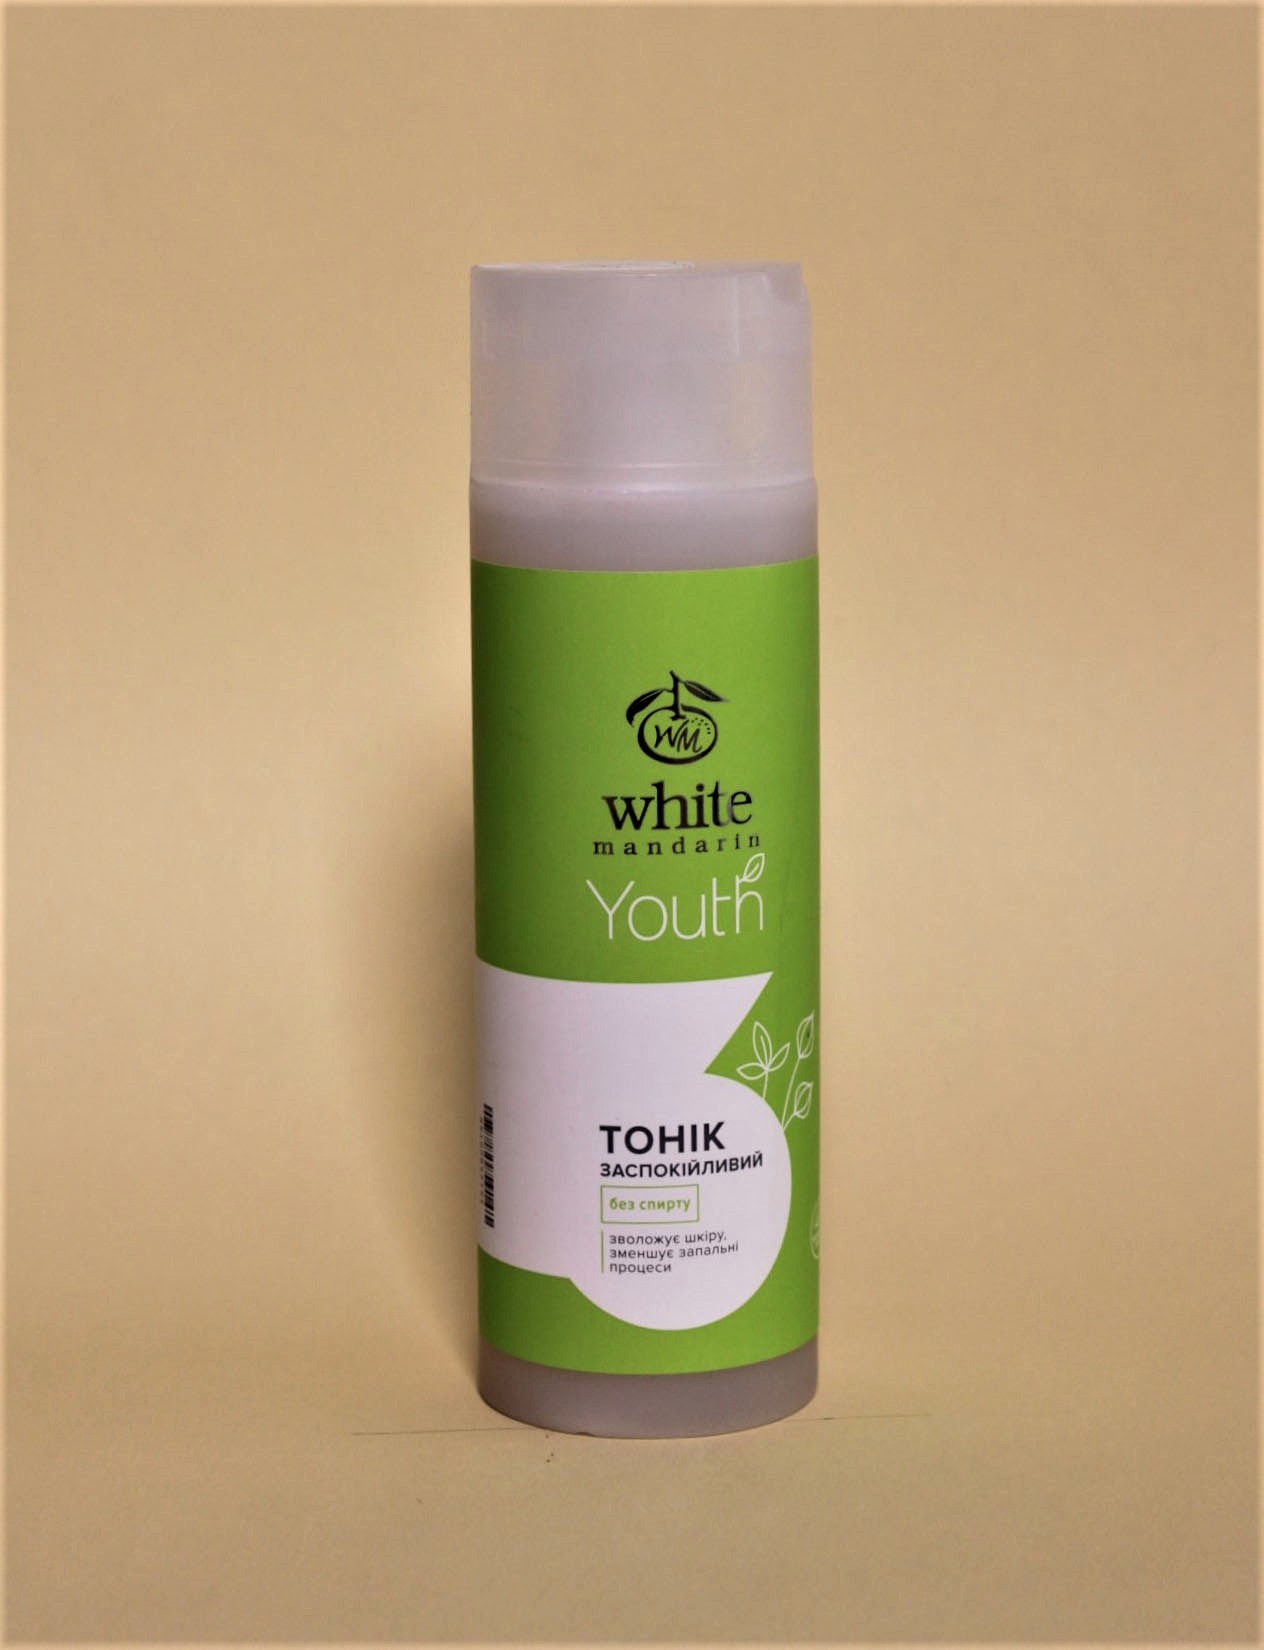 WM
white
mandarin
Youth
ТОНІК
ЗАСПОКІЙЛИВИЙ
без спирту
зволожує шкіру,
зменшує запальні
процеси